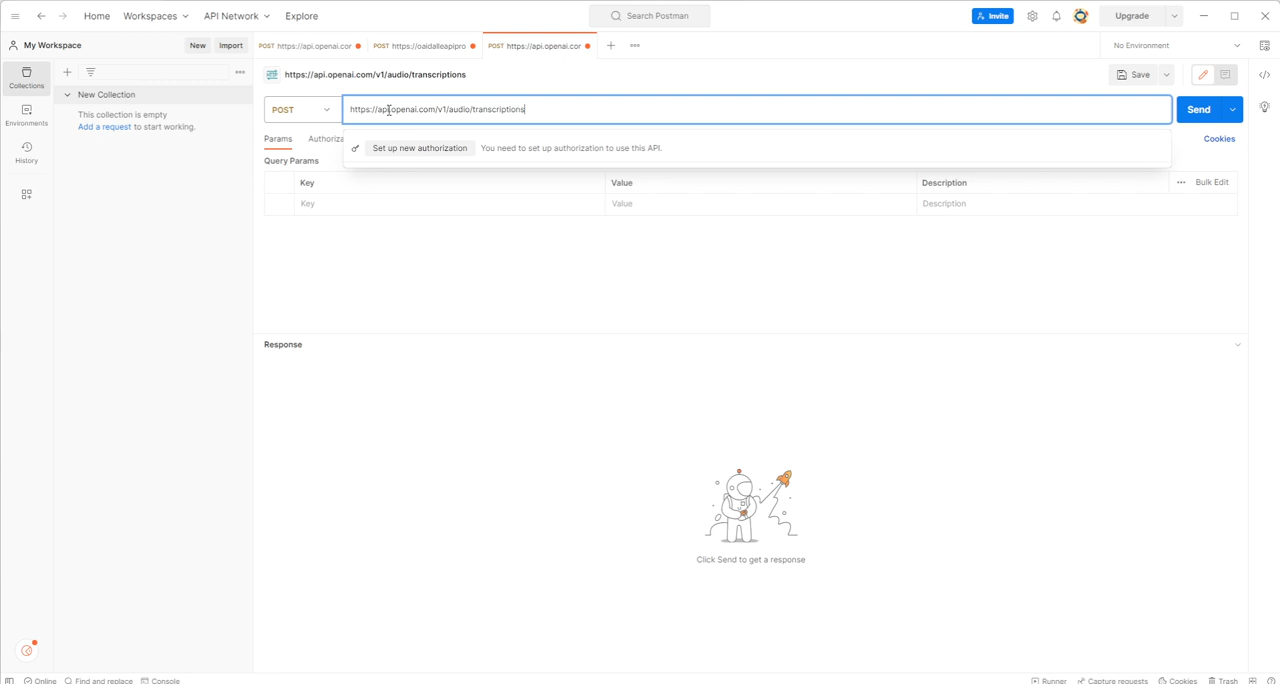 Home Workspaces API Network Explore Search Postman Invite Upgrade
My Workspace New Import POST https://api.openai.cor POST https://oaidalleapipro POST https://api.openai.cor No Environment
Collections
Environments
History
New Collection
This collection is empty
Add a request to start working.
https://api.openai.com/v1/audio/transcriptions Save
POST https://api.openai.com/v1/audio/transcriptions Send
Params Authoriza Cookies
Set up new authorization You need to set up authorization to use this API.
Query Params
Key Value Description Bulk Edit
Key Value Description
Response
Click Send to get a response
Online Find and replace Console Runner Capture requests Cookies Trash